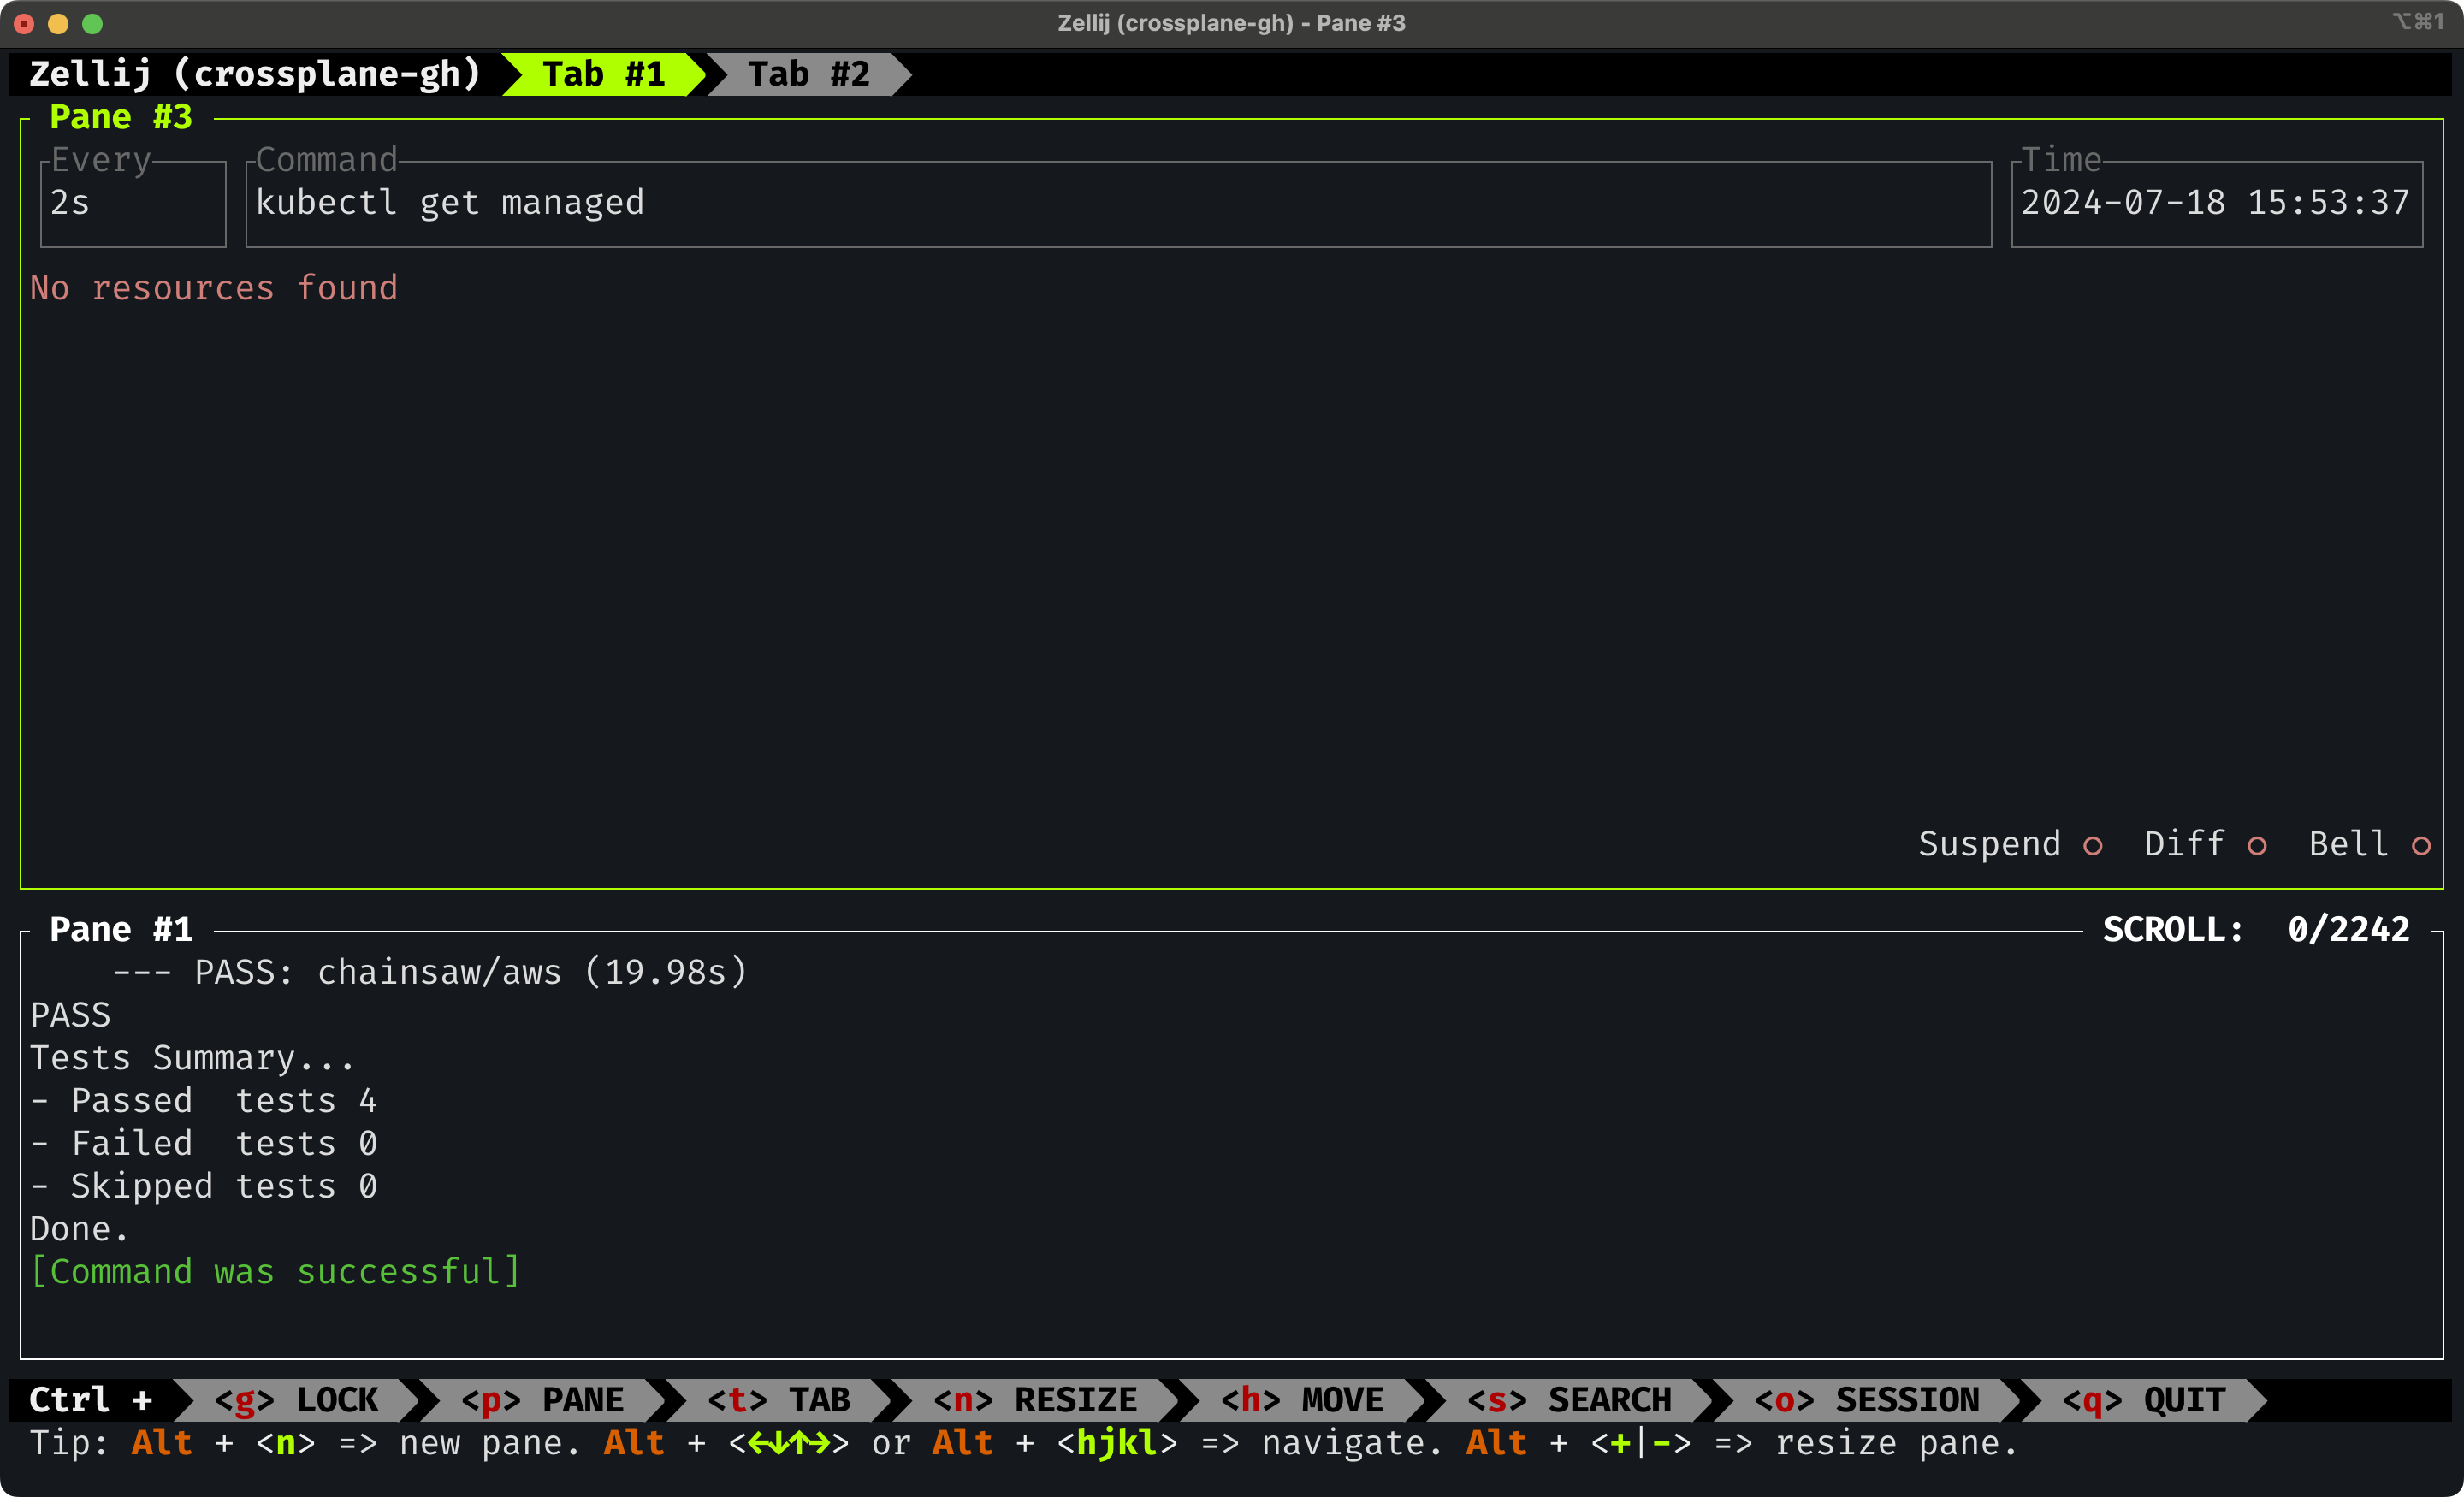 Zellij (crossplane-gh) - Pane #3
⌥⌘1
Zellij (crossplane-gh) Tab #1 Tab #2
Pane #3
Every Command Time
2s kubectl get managed 2024-07-18 15:53:37
No resources found
Suspend ○ Diff ○ Bell ○
Pane #1 SCROLL: 0/2242
--- PASS: chainsaw/aws (19.98s)
PASS
Tests Summary...
- Passed  tests 4
- Failed  tests 0
- Skipped tests 0
Done.
[Command was successful]
Ctrl + <g> LOCK <p> PANE <t> TAB <n> RESIZE <h> MOVE <s> SEARCH <o> SESSION <q> QUIT
Tip: Alt + <n> => new pane. Alt + <←↓↑→> or Alt + <hjkl> => navigate. Alt + <+|-> => resize pane.